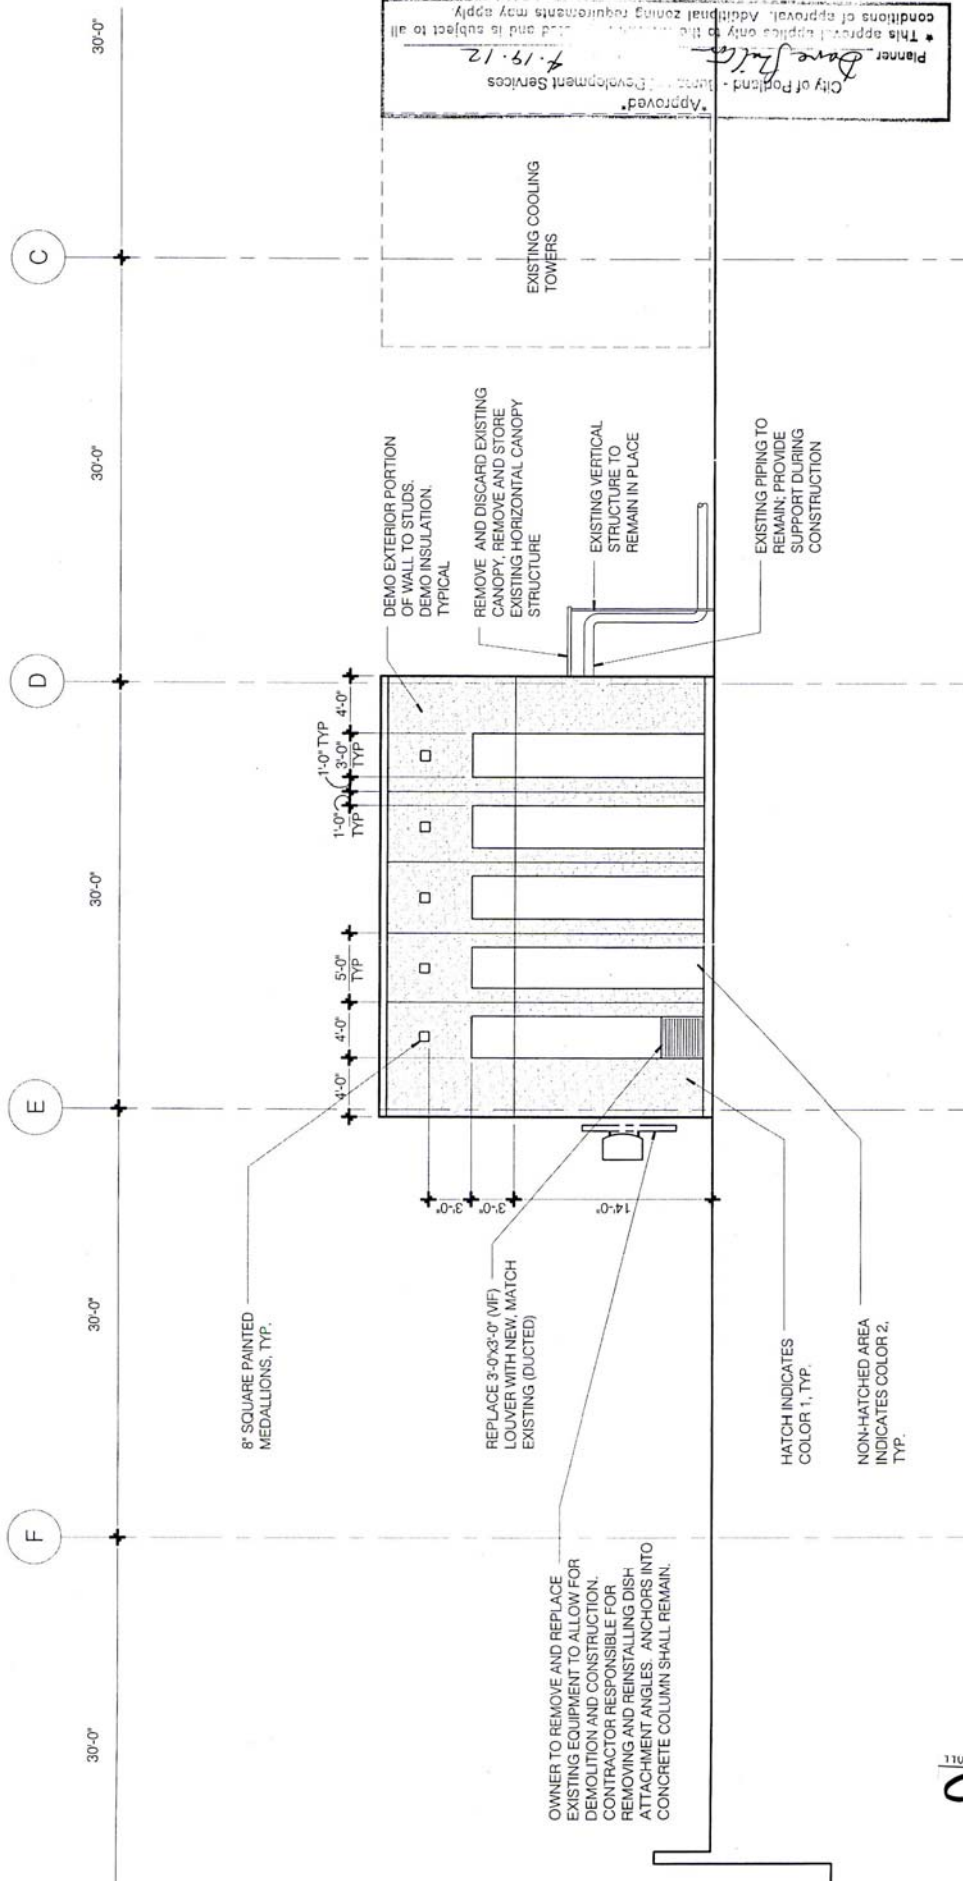 F
E
D
C
30'-0"
30'-0"
30'-0"
30'-0"
30'-0"
8" SQUARE PAINTED
MEDALLIONS, TYP.
4'-0"
4'-0"
5'-0"
TYP
1'-0"
TYP
1'-0" TYP
3'-0"
TYP
4'-0"
DEMO EXTERIOR PORTION
OF WALL TO STUDS.
DEMO INSULATION.
TYPICAL
REMOVE AND DISCARD EXISTING
CANOPY, REMOVE AND STORE
EXISTING HORIZONTAL CANOPY
STRUCTURE
EXISTING VERTICAL
STRUCTURE TO
REMAIN IN PLACE
EXISTING PIPING TO
REMAIN; PROVIDE
SUPPORT DURING
CONSTRUCTION
EXISTING COOLING
TOWERS
3'-0"
3'-0"
14'-0"
REPLACE 3'-0"x3'-0" (VIF)
LOUVER WITH NEW, MATCH
EXISTING (DUCTED)
OWNER TO REMOVE AND REPLACE
EXISTING EQUIPMENT TO ALLOW FOR
DEMOLITION AND CONSTRUCTION.
CONTRACTOR RESPONSIBLE FOR
REMOVING AND REINSTALLING DISH
ATTACHMENT ANGLES. ANCHORS INTO
CONCRETE COLUMN SHALL REMAIN.
HATCH INDICATES
COLOR 1, TYP.
NON-HATCHED AREA
INDICATES COLOR 2,
TYP.
*Approved*
City of Portland - Development Services
Planner 4.19.12
* This approval applies only to the and is subject to all
conditions of approval. Additional zoning requirements may apply.